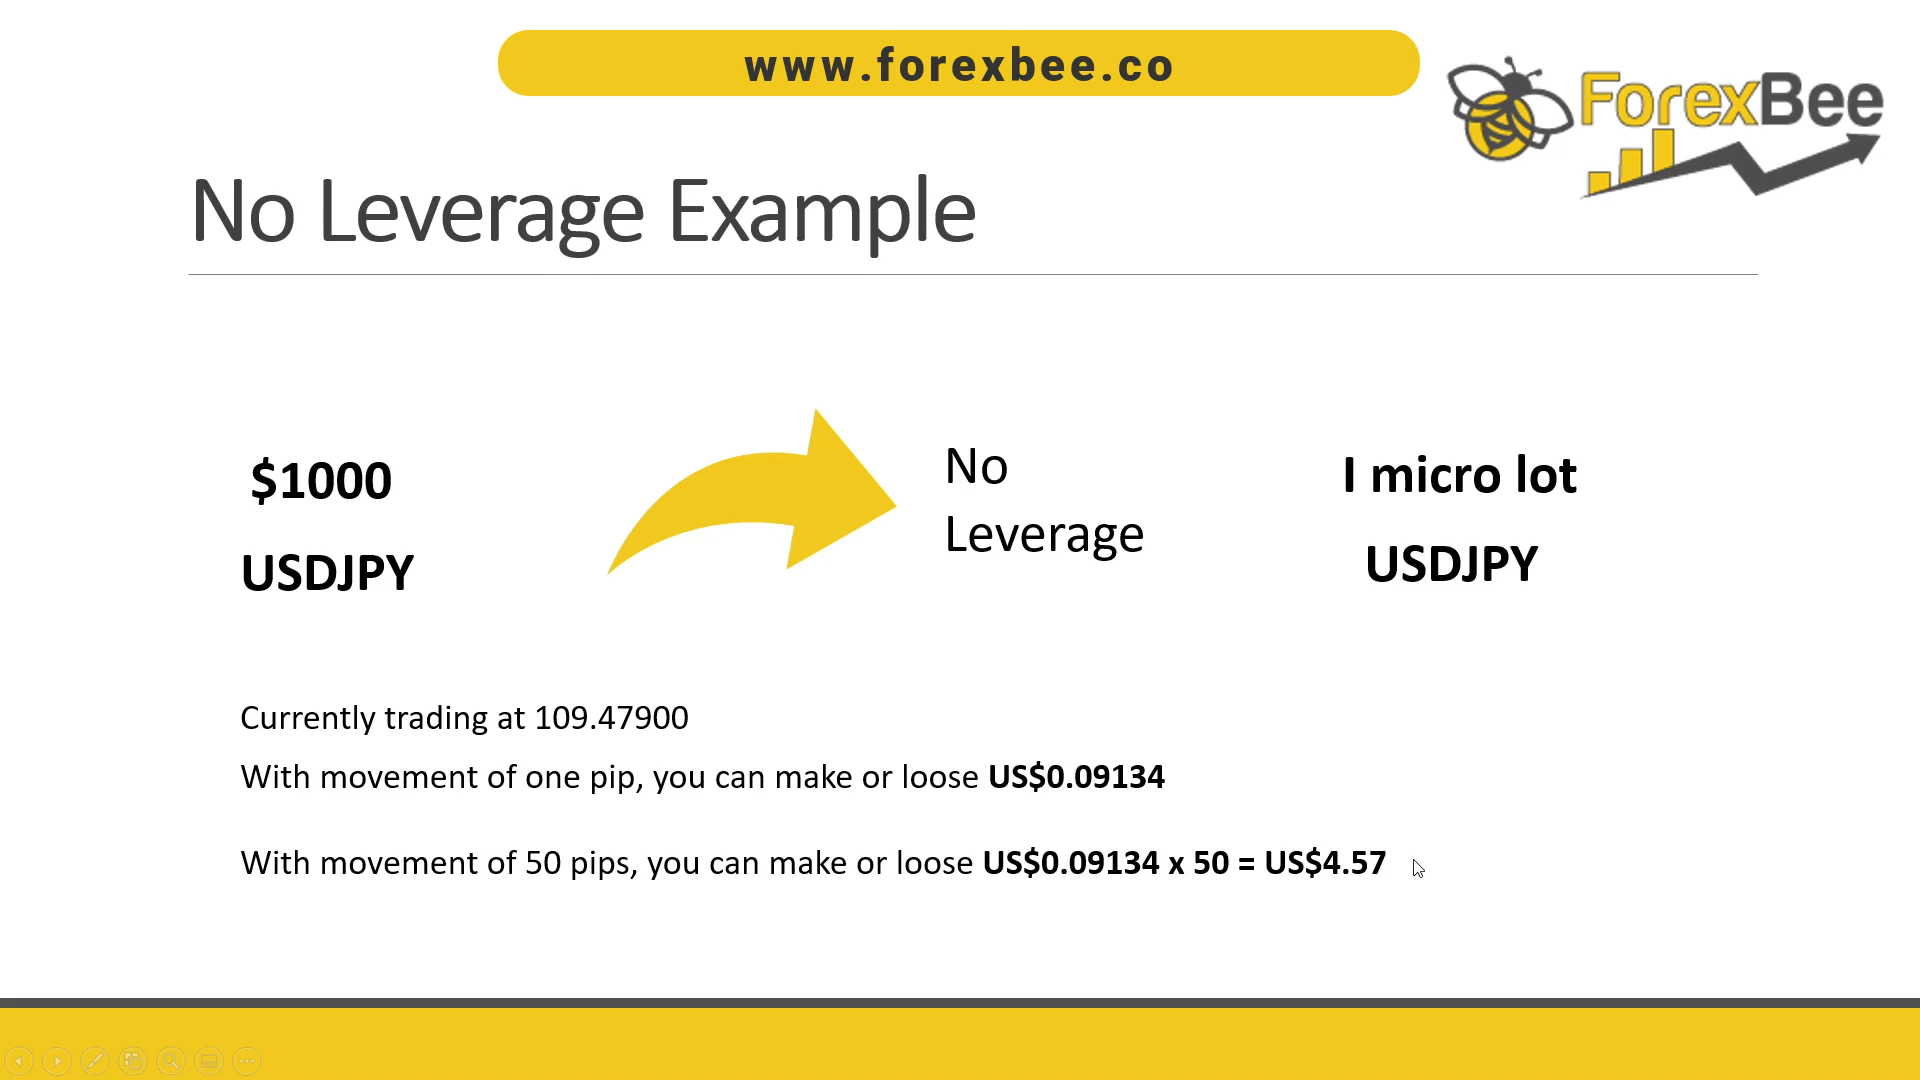 www.forexbee.co
ForexBee
No Leverage Example
$1000
USDJPY
No
Leverage
I micro lot
USDJPY
Currently trading at 109.47900
With movement of one pip, you can make or loose US$0.09134
With movement of 50 pips, you can make or loose US$0.09134 x 50 = US$4.57